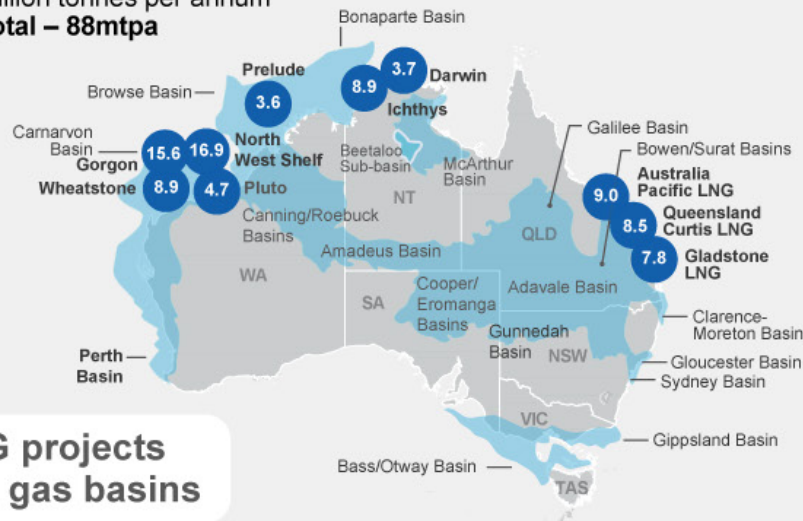 per annum
88mtpa
Bonaparte Basin
Prelude
3.6
8.9
3.7
Darwin
Ichthys
Browse Basin
Carnarvon
Basin
Gorgon
15.6
16.9
North
West Shelf
Wheatstone
8.9
4.7
Pluto
Beetaloo
Sub-basin
McArthur
Basin
Galilee Basin
Bowen/Surat Basins
9.0
Australia
Pacific LNG
8.5
Queensland
Curtis LNG
7.8
Gladstone
LNG
NT
QLD
Canning/Roebuck
Basins
Amadeus Basin
WA
SA
Cooper/
Eromanga
Basins
Adavale Basin
Clarence-
Moreton Basin
Gunnedah
Basin
NSW
Gloucester Basin
Sydney Basin
Perth
Basin
VIC
Gippsland Basin
Bass/Otway Basin
TAS
projects
gas basins